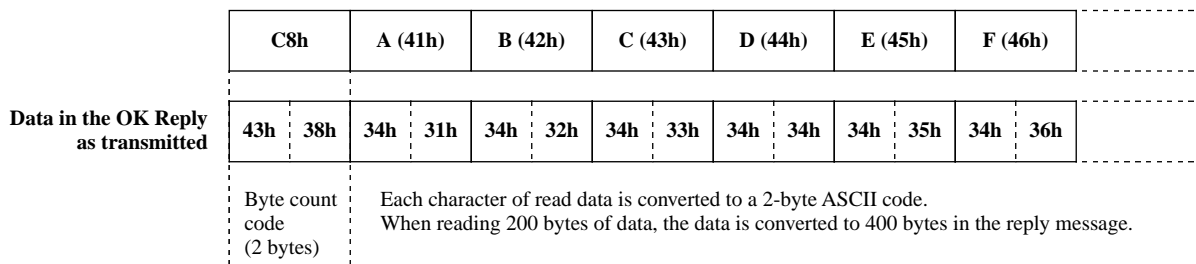 C8h A (41h) B (42h) C (43h) D (44h) E (45h) F (46h)
Data in the OK Reply
as transmitted
43h 38h 34h 31h 34h 32h 34h 33h 34h 34h 34h 35h 34h 36h
Byte count
code
(2 bytes)
Each character of read data is converted to a 2-byte ASCII code.
When reading 200 bytes of data, the data is converted to 400 bytes in the reply message.